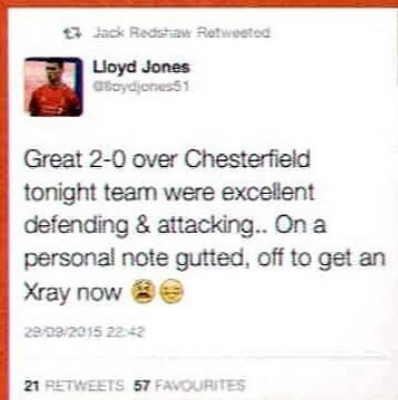 Jack Redshaw Retweeted
Lloyd Jones
@lloydjones51
Great 2-0 over Chesterfield
tonight team were excellent
defending & attacking.. On a
personal note gutted, off to get an
Xray now 😫😔
29/09/2015 22:42
21 RETWEETS 57 FAVOURITES